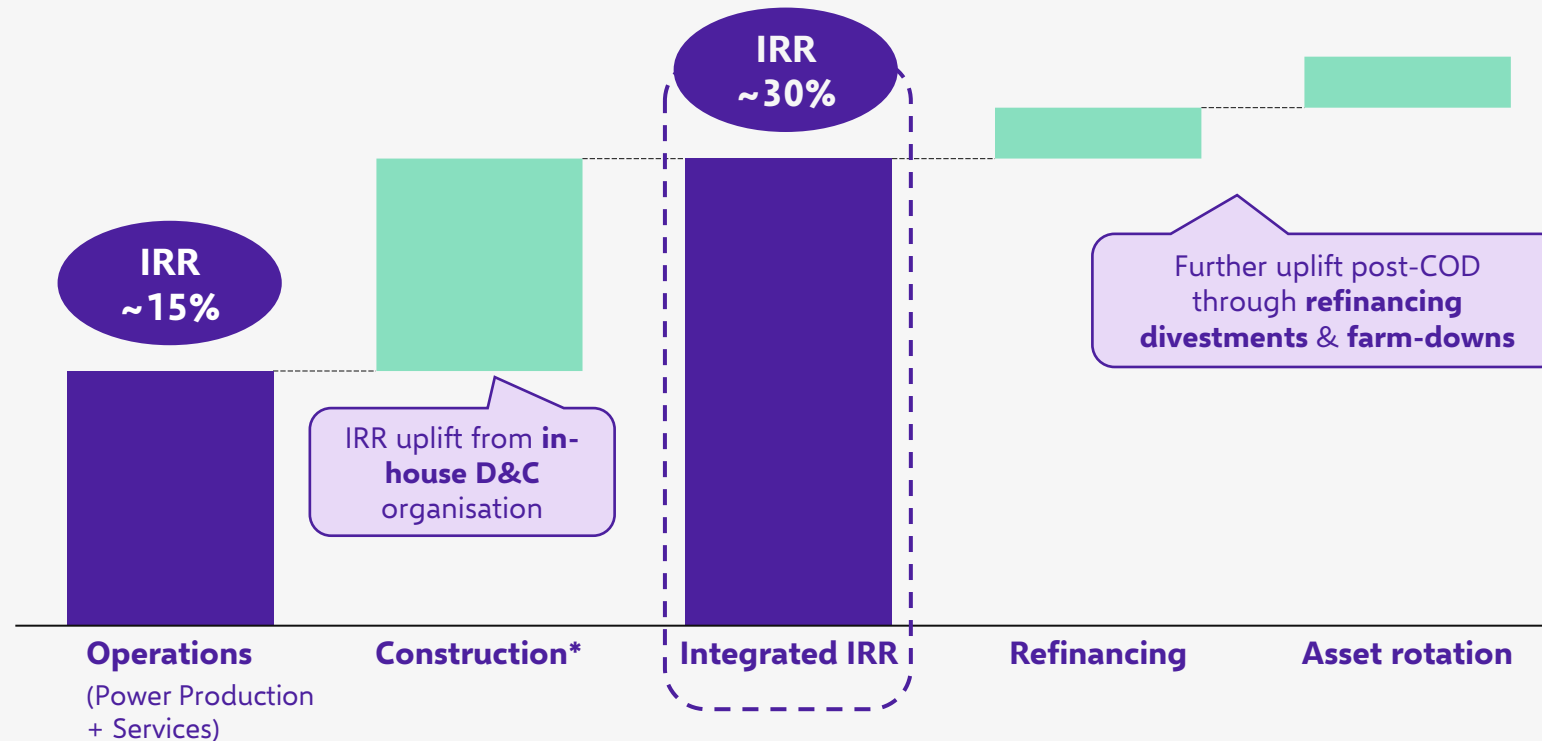 IRR
~30%
IRR
~15%
Further uplift post-COD
through refinancing
divestments & farm-downs
IRR uplift from in-
house D&C
organisation
Operations
(Power Production
+ Services)
Construction*
Integrated IRR
Refinancing
Asset rotation